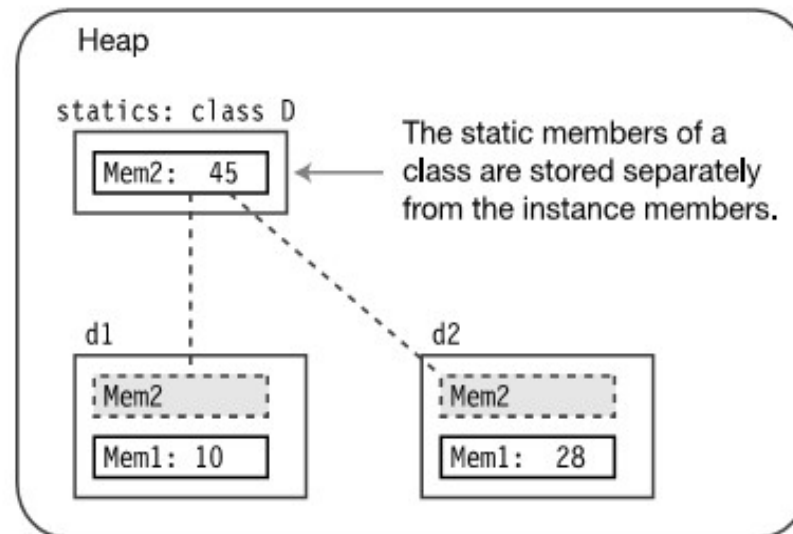 Heap
statics: class D
Mem2: 45
The static members of a
class are stored separately
from the instance members.
d1
Mem2
Mem1: 10
d2
Mem2
Mem1: 28